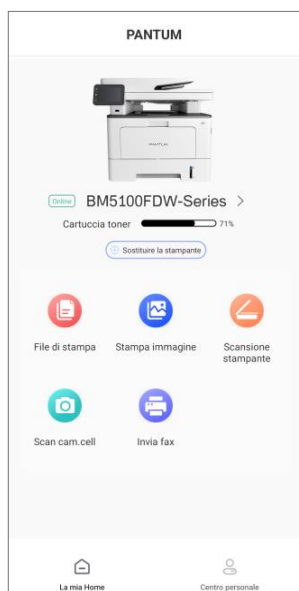 PANTUM
PANTUM
Online BM5100FDW-Series
Cartuccia toner 71%
Sostituire la stampante
File di stampa Stampa immagine Scansione
stampante
Scan cam.cell Invia fax
La mia Home Centro personale